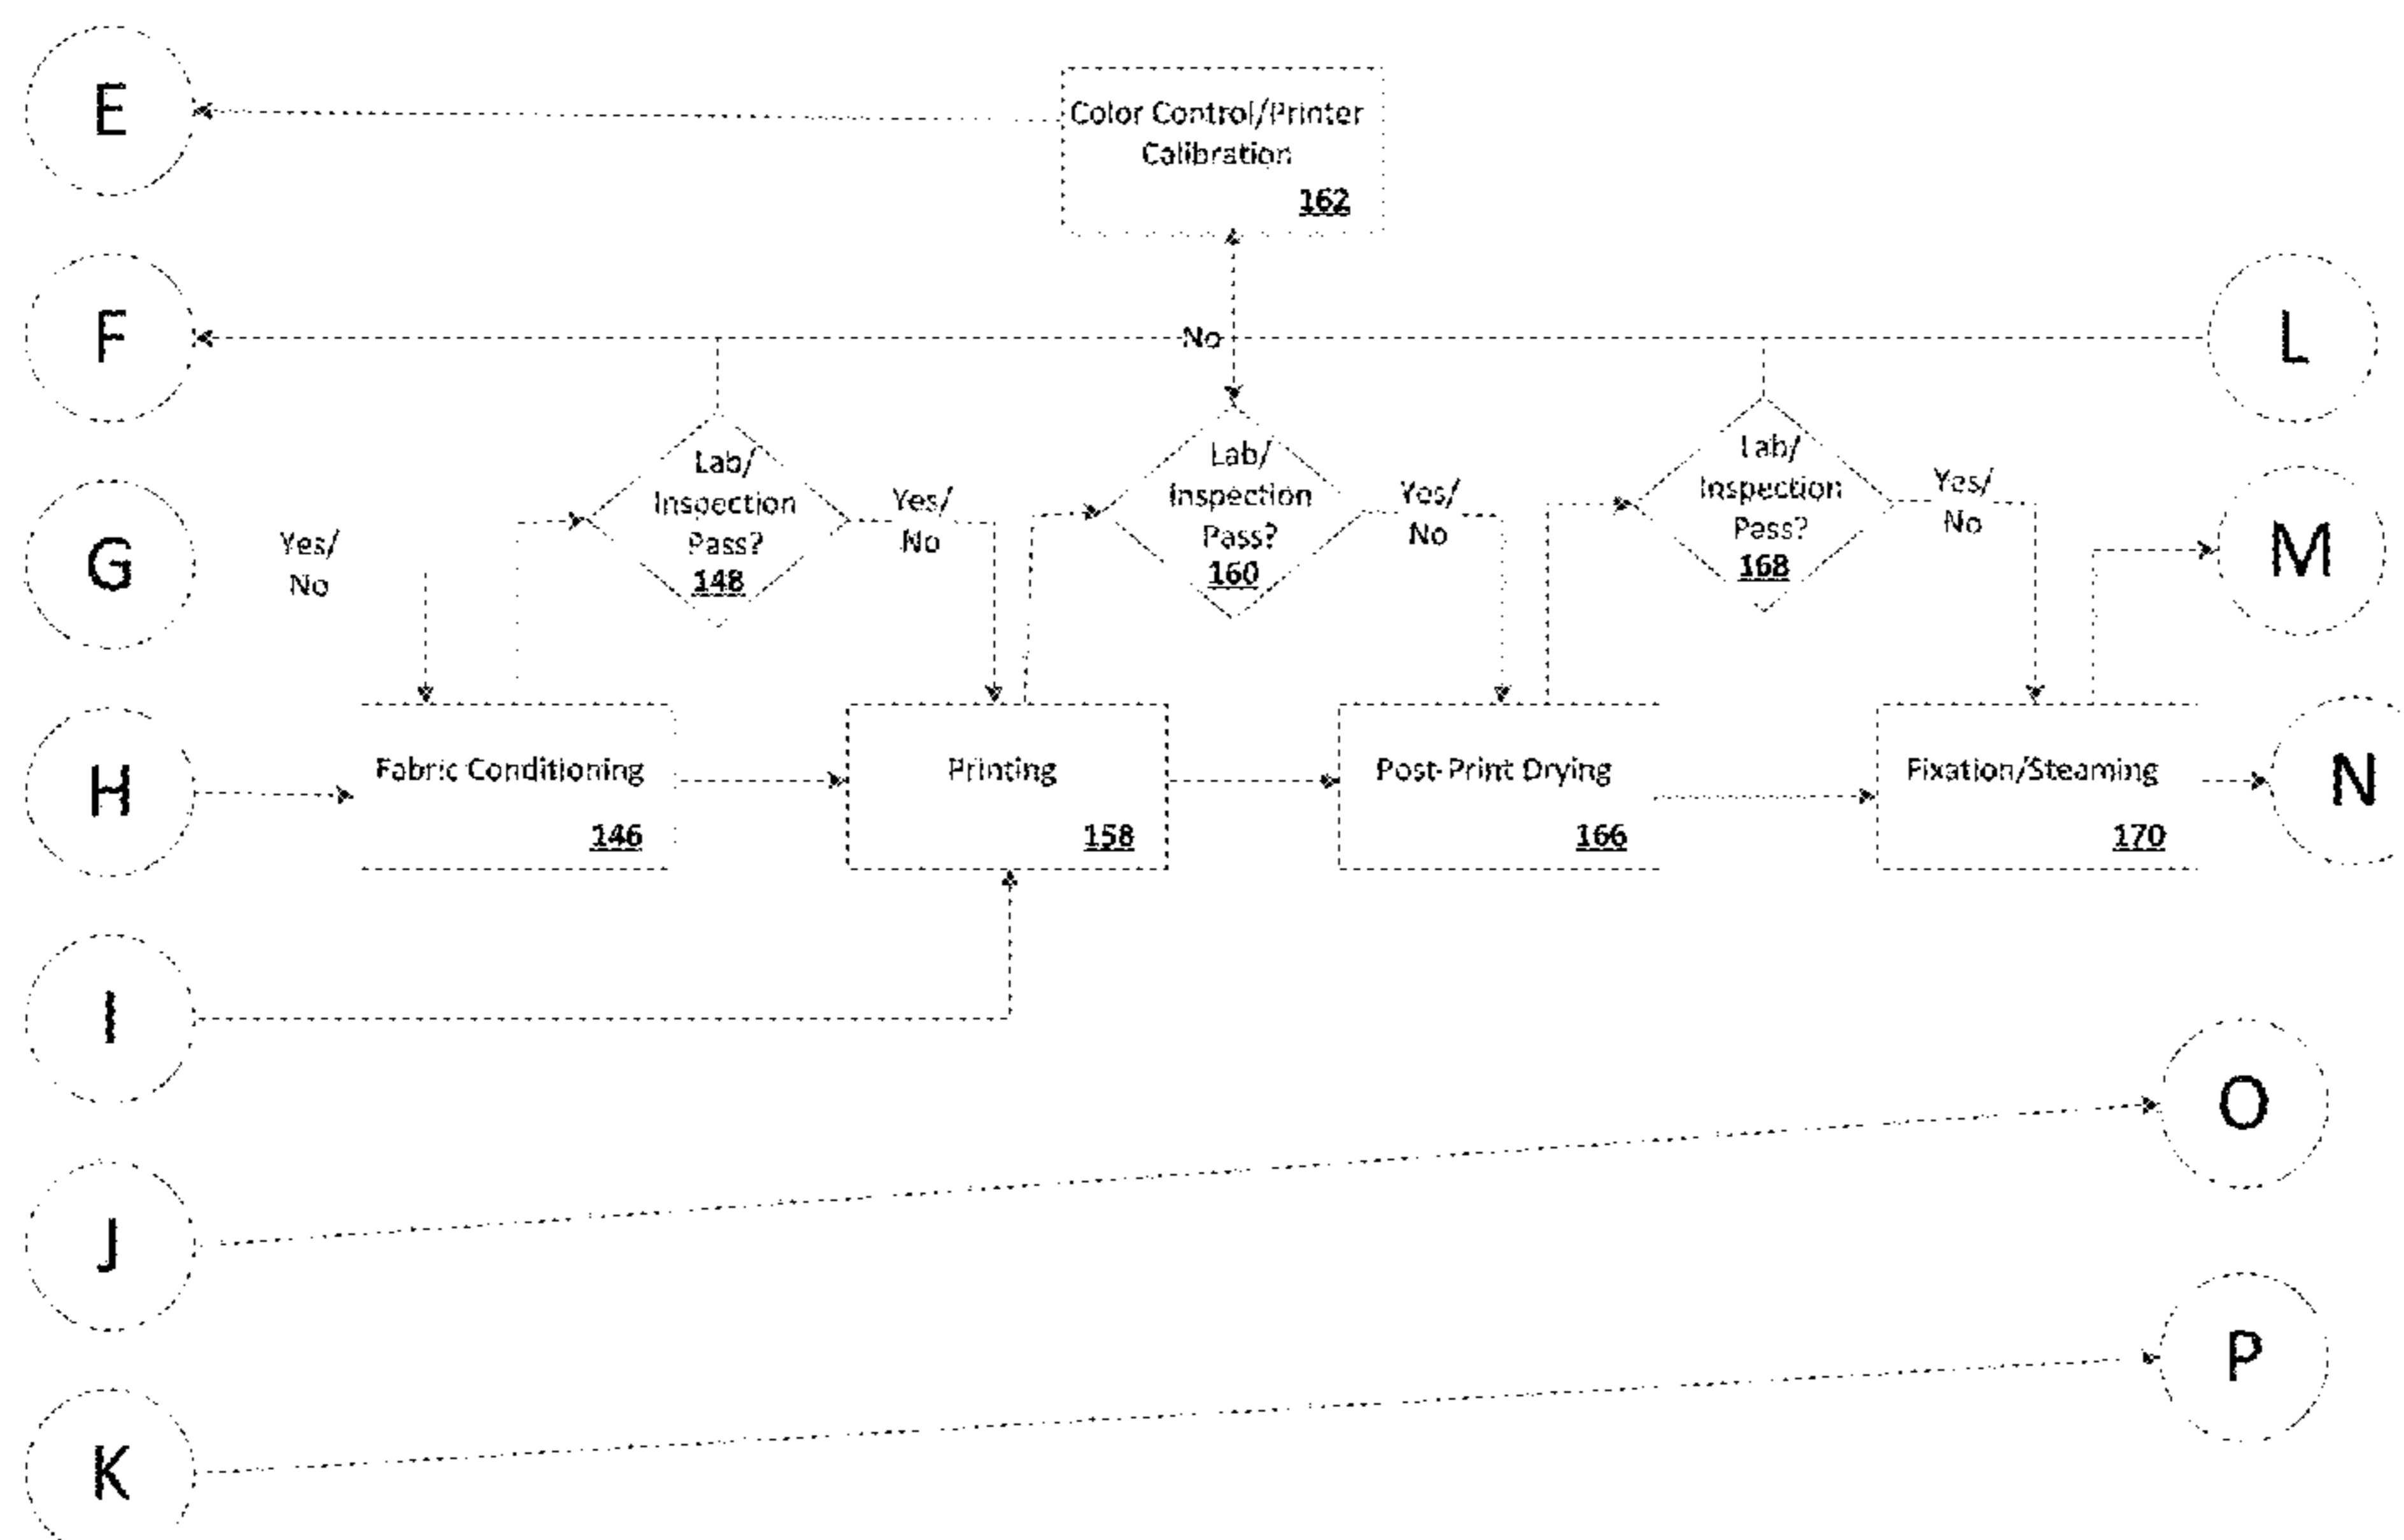 E
Color Control/Printer
Calibration
162
F
No
L
Lab/
Inspection
Pass?
148
Yes/
No
Lab/
Inspection
Pass?
160
Yes/
No
Lab/
Inspection
Pass?
168
Yes/
No
G
Yes/
No
M
H
Fabric Conditioning
146
Printing
158
Post-Print Drying
166
Fixation/Steaming
170
N
I
O
J
P
K